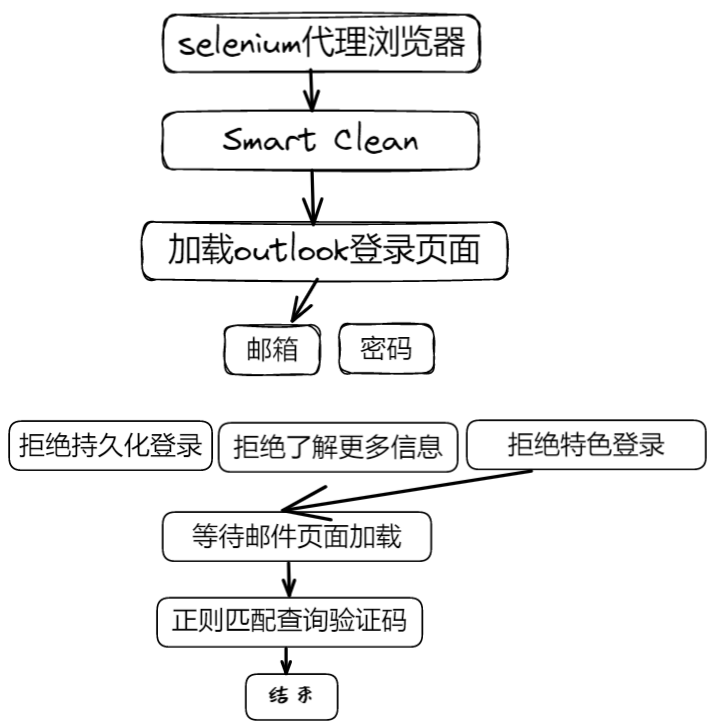 selenium代理浏览器
Smart Clean
加载outlook登录页面
邮箱 密码
拒绝持久化登录 拒绝了解更多信息 拒绝特色登录
等待邮件页面加载
正则匹配查询验证码
结束